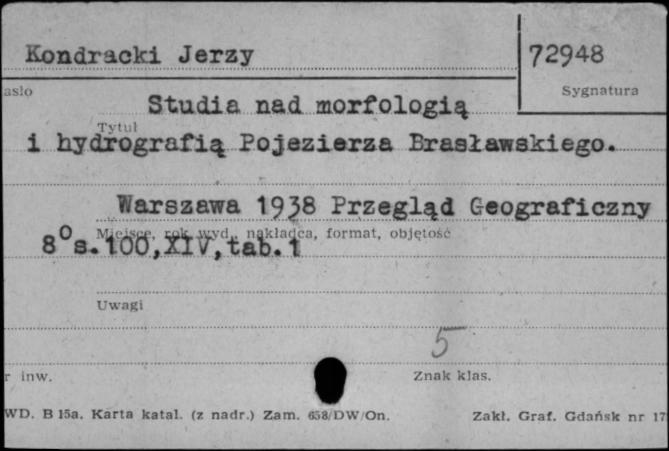 Kondracki Jerzy 72948
asło Sygnatura
Studia nad morfologią
Tytuł
i hydrografią Pojezierza Brasławskiego.
Warszawa 1938 Przegląd Geograficzny
Miejsce, rok wyd., nakładca, format, objętość
8° s.100,XIV,tab.1
Uwagi
5
r inw. Znak klas.
WD. B 15a. Karta katal. (z nadr.) Zam. 658/DW/On. Zakł. Graf. Gdańsk nr 17